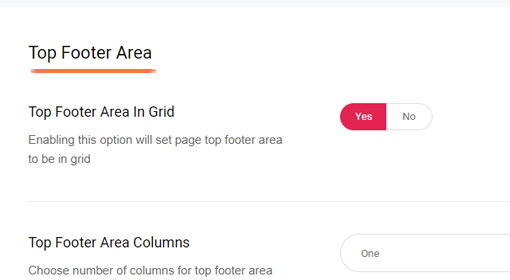 Top Footer Area
Top Footer Area In Grid
Yes
No
Enabling this option will set page top footer area
to be in grid
Top Footer Area Columns
One
Choose number of columns for top footer area